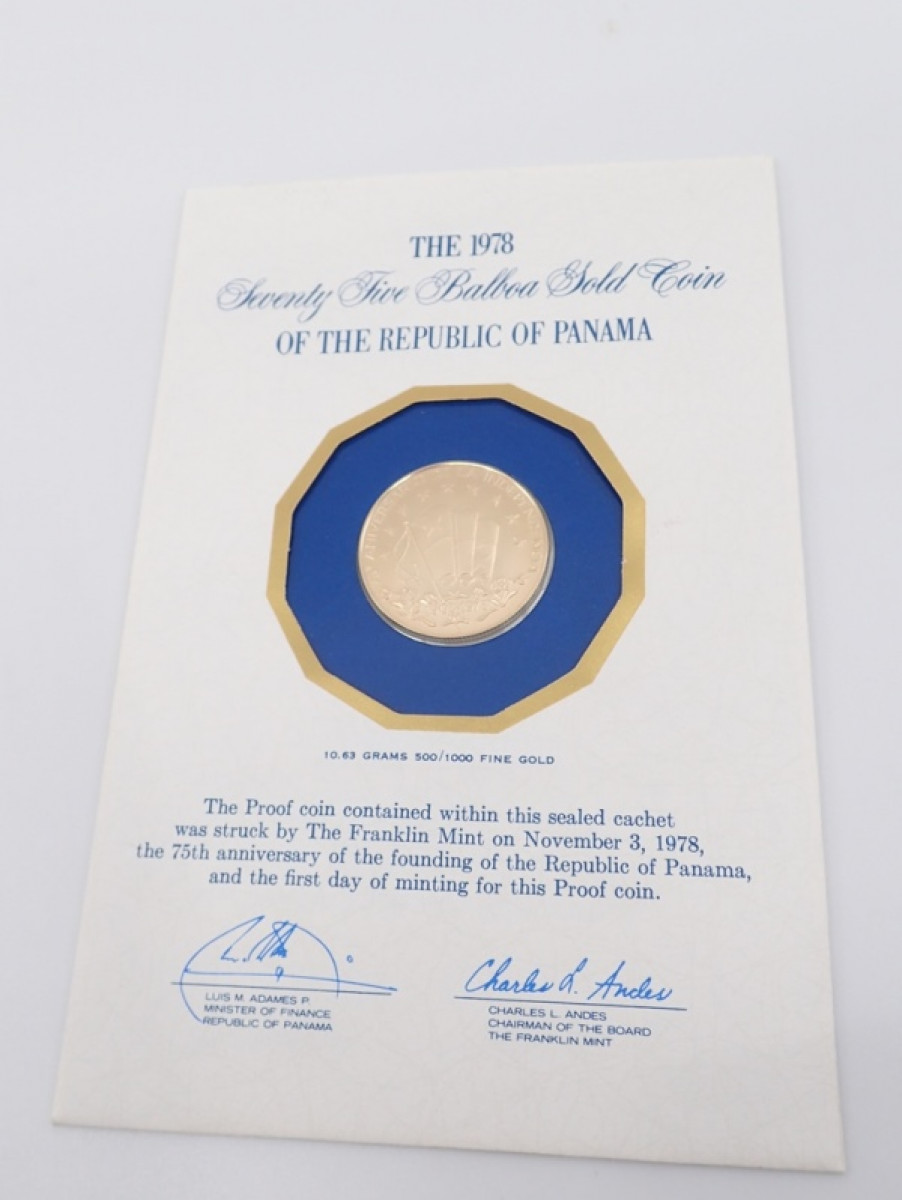 THE 1978
Seventy Five Balboa Gold Coin
OF THE REPUBLIC OF PANAMA
10.63 GRAMS 500/1000 FINE GOLD
The Proof coin contained within this sealed cachet
was struck by The Franklin Mint on November 3, 1978,
the 75th anniversary of the founding of the Republic of Panama,
and the first day of minting for this Proof coin.
LUIS M. ADAMES P.
MINISTER OF FINANCE
REPUBLIC OF PANAMA
Charles L. Andes
CHARLES L. ANDES
CHAIRMAN OF THE BOARD
THE FRANKLIN MINT